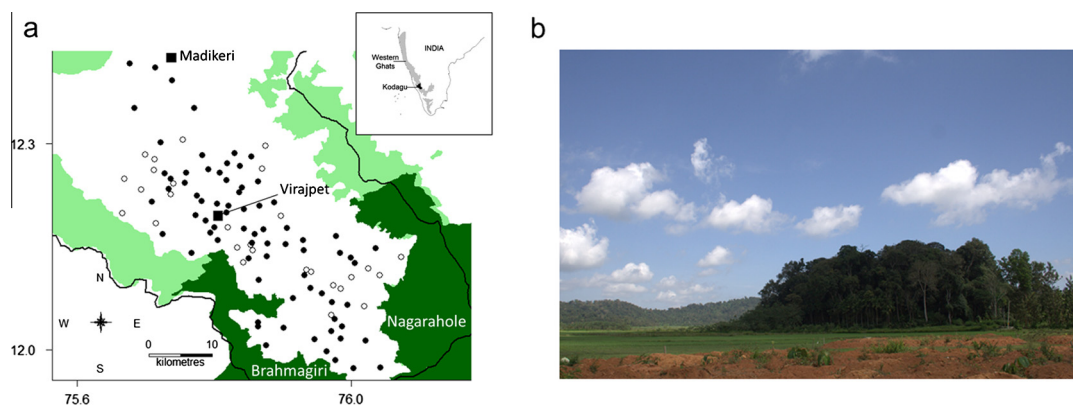 a
Madikeri
INDIA
Western
Ghats
Kodagu
12.3
Virajpet
N
W
E
S
0
10
kilometres
12.0
Nagarahole
Brahmagiri
75.6
76.0
b